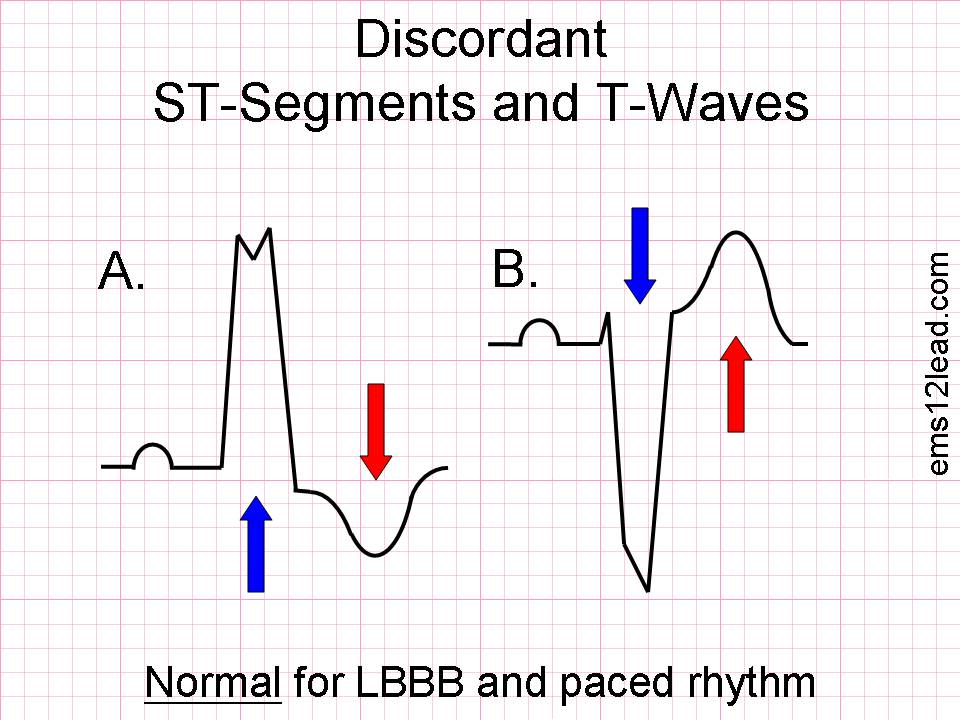 Discordant
ST-Segments and T-Waves
A.
B.
ems12lead.com
Normal for LBBB and paced rhythm